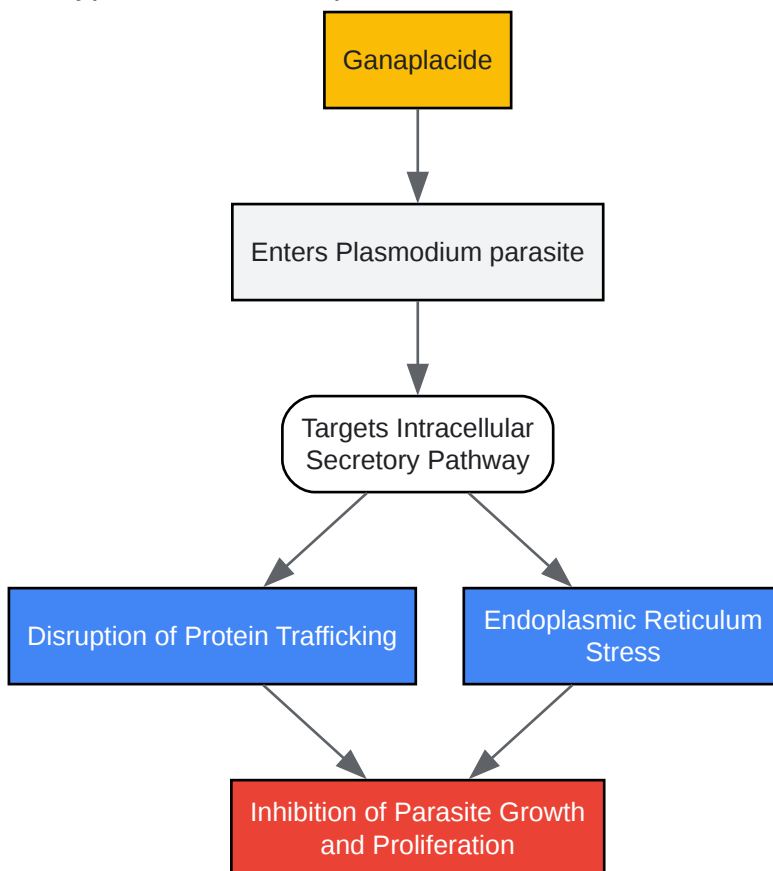 Ganaplacide
Enters Plasmodium parasite
Targets Intracellular
Secretory Pathway
Disruption of Protein Trafficking
Endoplasmic Reticulum
Stress
Inhibition of Parasite Growth
and Proliferation